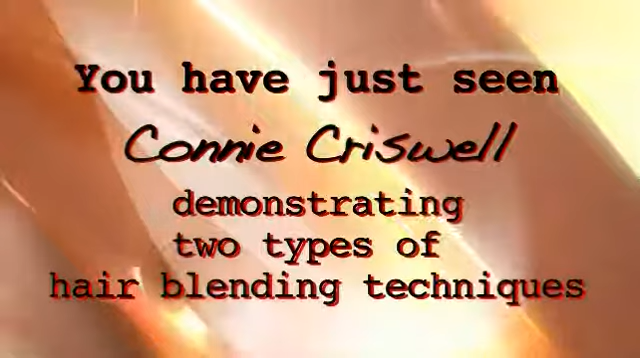 You have just seen
Connie Criswell
demonstrating
two types of
hair blending techniques